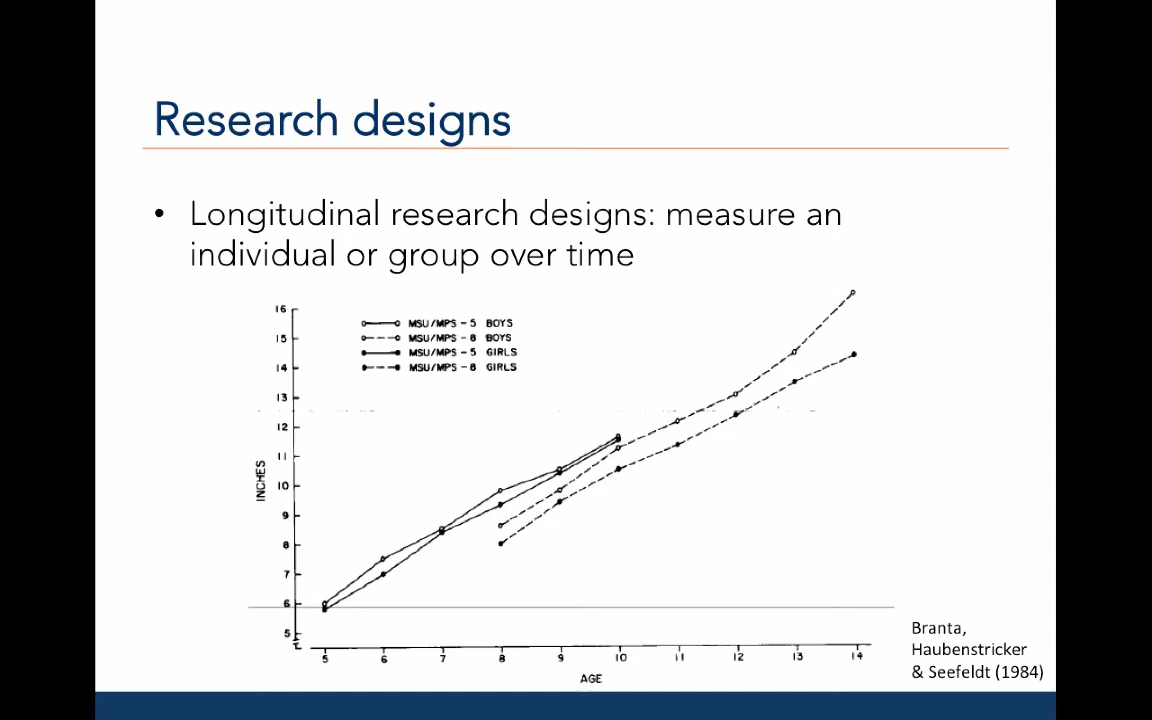 Research designs
• Longitudinal research designs: measure an
individual or group over time
16
15
14
13
12
11
10
9
8
7
6
5
INCHES
MSU/MPS - 5 BOYS
MSU/MPS - 8 BOYS
MSU/MPS - 5 GIRLS
MSU/MPS - 8 GIRLS
5 6 7 8 9 10 11 12 13 14
AGE
Branta,
Haubenstricker
& Seefeldt (1984)